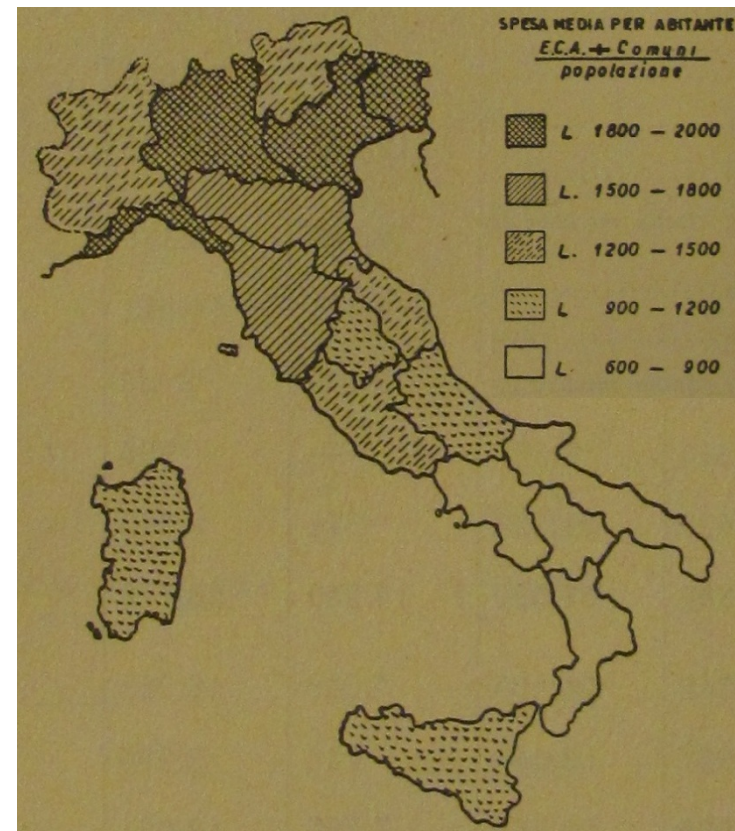 SPESA MEDIA PER ABITANTE
E.C.A. + Comuni
popolazione
L 1800 - 2000
L. 1500 - 1800
L. 1200 - 1500
L 900 - 1200
L. 600 - 900